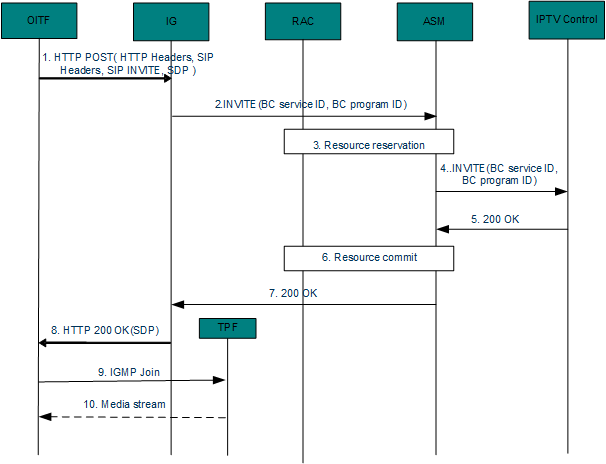 OITF
IG
RAC
ASM
IPTV Control
1. HTTP POST( HTTP Headers, SIP
Headers, SIP INVITE, SDP )
2.INVITE(BC service ID, BC program ID)
3. Resource reservation
4..INVITE(BC service ID,
BC program ID)
5. 200 OK
6. Resource commit
7. 200 OK
8. HTTP 200 OK(SDP)
TPF
9. IGMP Join
10. Media stream